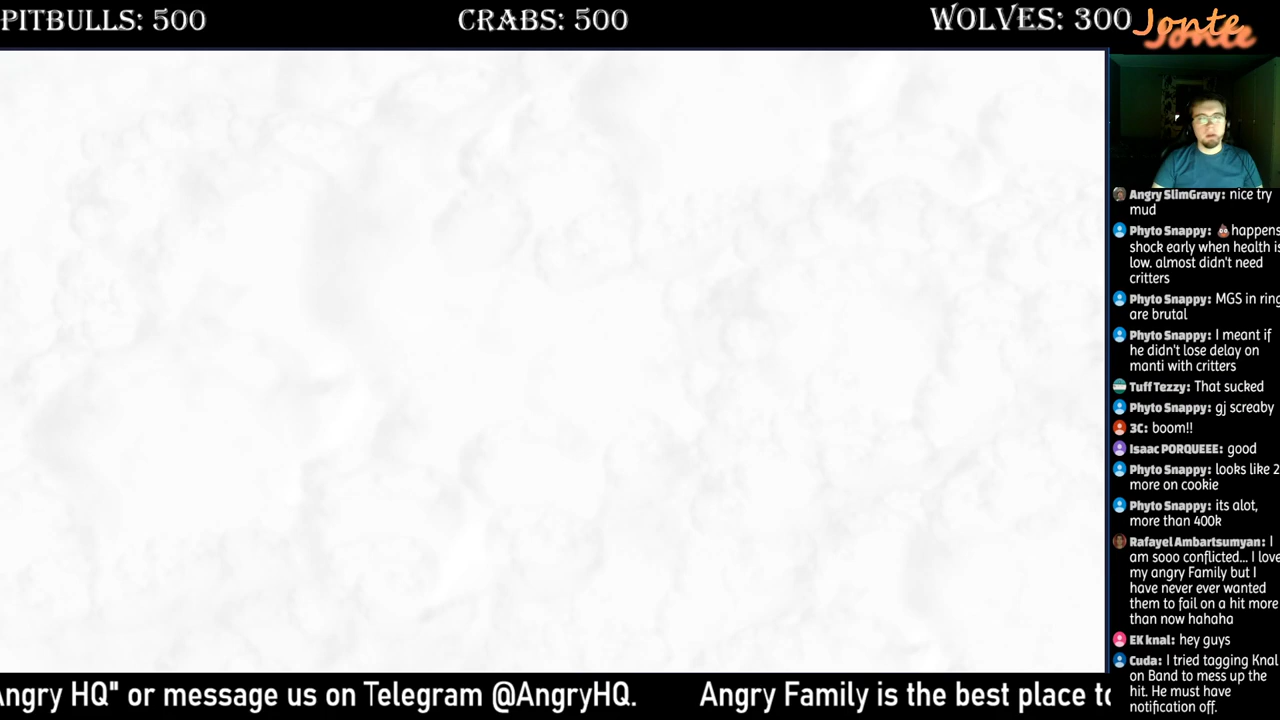 PITBULLS: 500 CRABS: 500 WOLVES: 300 Jonte
Angry SlimGravy: nice try
mud
Phyto Snappy: 💩happens
shock early when health is
low. almost didn't need
critters
Phyto Snappy: MGS in ring
are brutal
Phyto Snappy: I meant if
he didn't lose delay on
manti with critters
Tuff Tezzy: That sucked
Phyto Snappy: gj screaby
3C: boom!!
Isaac PORQUEEE: good
Phyto Snappy: looks like 2
more on cookie
Phyto Snappy: its alot,
more than 400k
Rafayel Ambartsumyan: I
am sooo conflicted... I love
my angry Family but I
have never ever wanted
them to fail on a hit more
than now hahaha
EK knal: hey guys
Cuda: I tried tagging Knal
on Band to mess up the
hit. He must have
notification off.
Angry HQ" or message us on Telegram @AngryHQ. Angry Family is the best place to